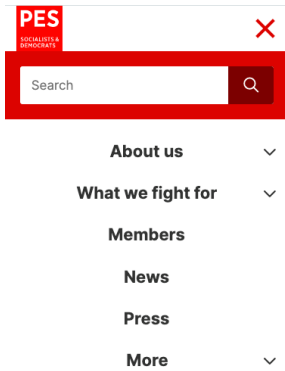 PES
SOCIALISTS &
DEMOCRATS
Search
About us
What we fight for
Members
News
Press
More